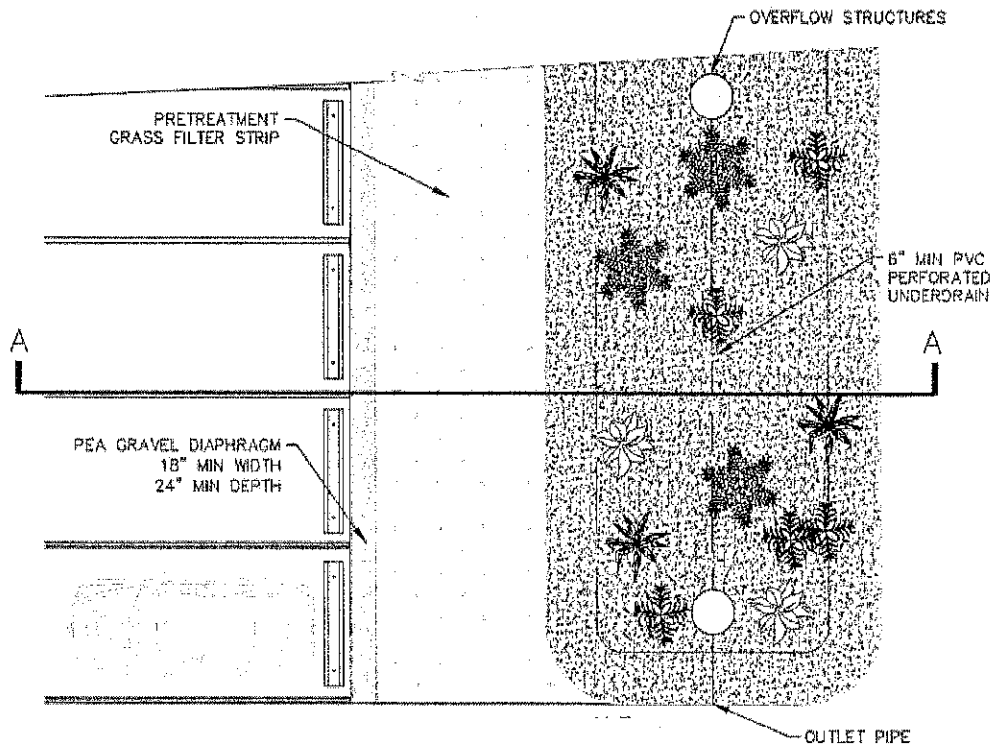 OVERFLOW STRUCTURES
PRETREATMENT
GRASS FILTER STRIP
6" MIN PVC
PERFORATED
UNDERDRAIN
A
A
PEA GRAVEL DIAPHRAGM
18" MIN WIDTH
24" MIN DEPTH
OUTLET PIPE